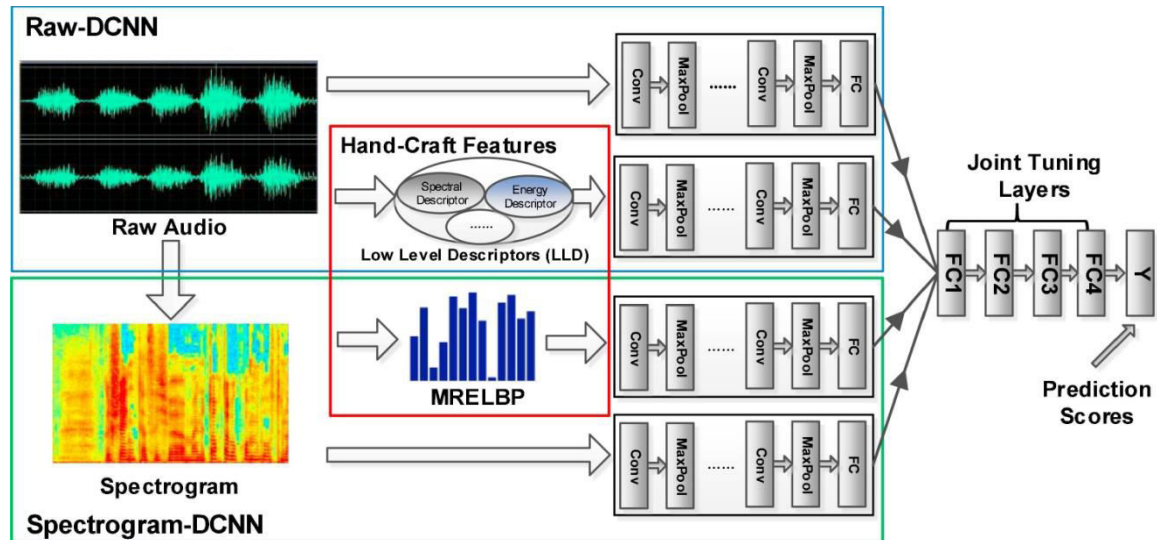 Raw-DCNN
Raw Audio
Hand-Craft Features
Spectral
Descriptor
Energy
Descriptor
......
Low Level Descriptors (LLD)
Conv
MaxPool
......
Conv
MaxPool
FC
Conv
MaxPool
......
Conv
MaxPool
FC
Spectrogram
Spectrogram-DCNN
MRELBP
Conv
MaxPool
......
Conv
MaxPool
FC
Conv
MaxPool
......
Conv
MaxPool
FC
Joint Tuning
Layers
FC1
FC2
FC3
FC4
Y
Prediction
Scores